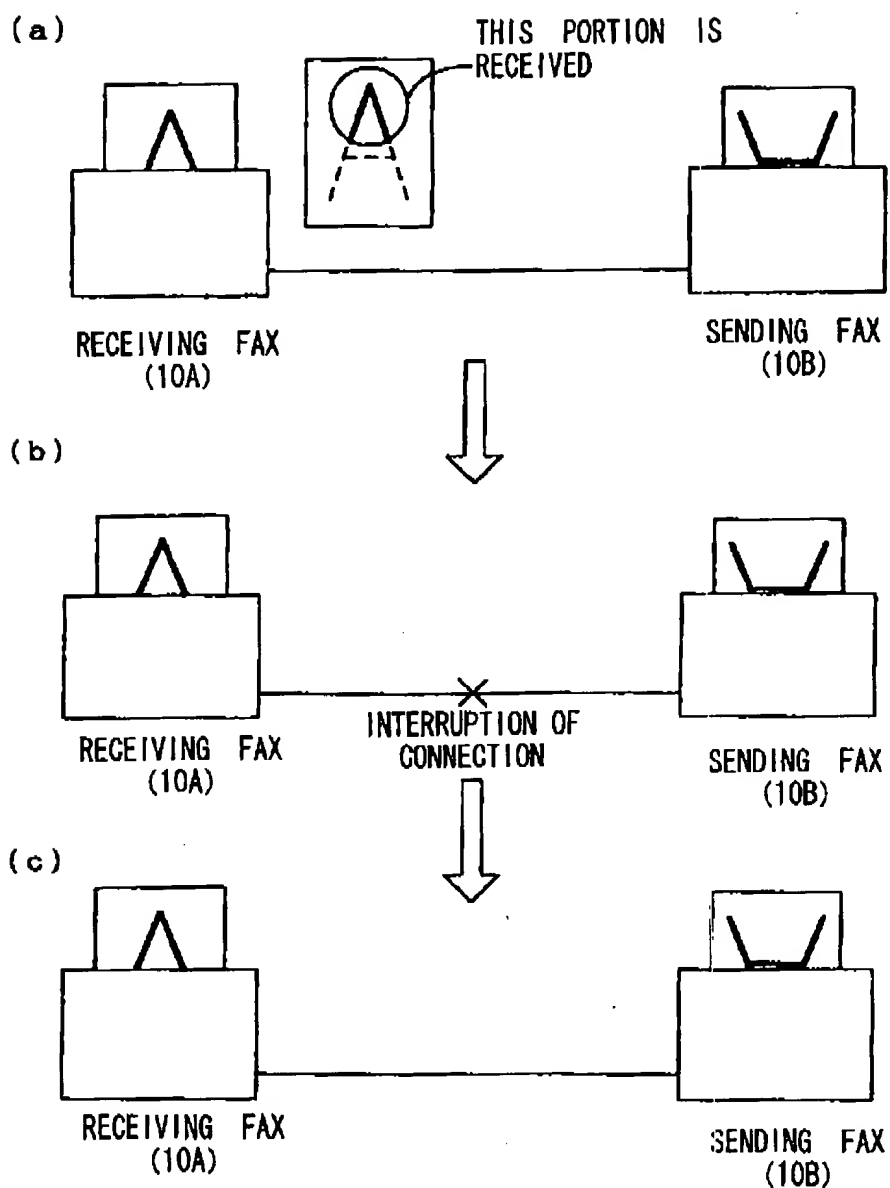 (a)
THIS PORTION IS
RECEIVED
RECEIVING FAX
(10A)
SENDING FAX
(10B)
(b)
RECEIVING FAX
(10A)
INTERRUPTION OF
CONNECTION
SENDING FAX
(10B)
(c)
RECEIVING FAX
(10A)
SENDING FAX
(10B)